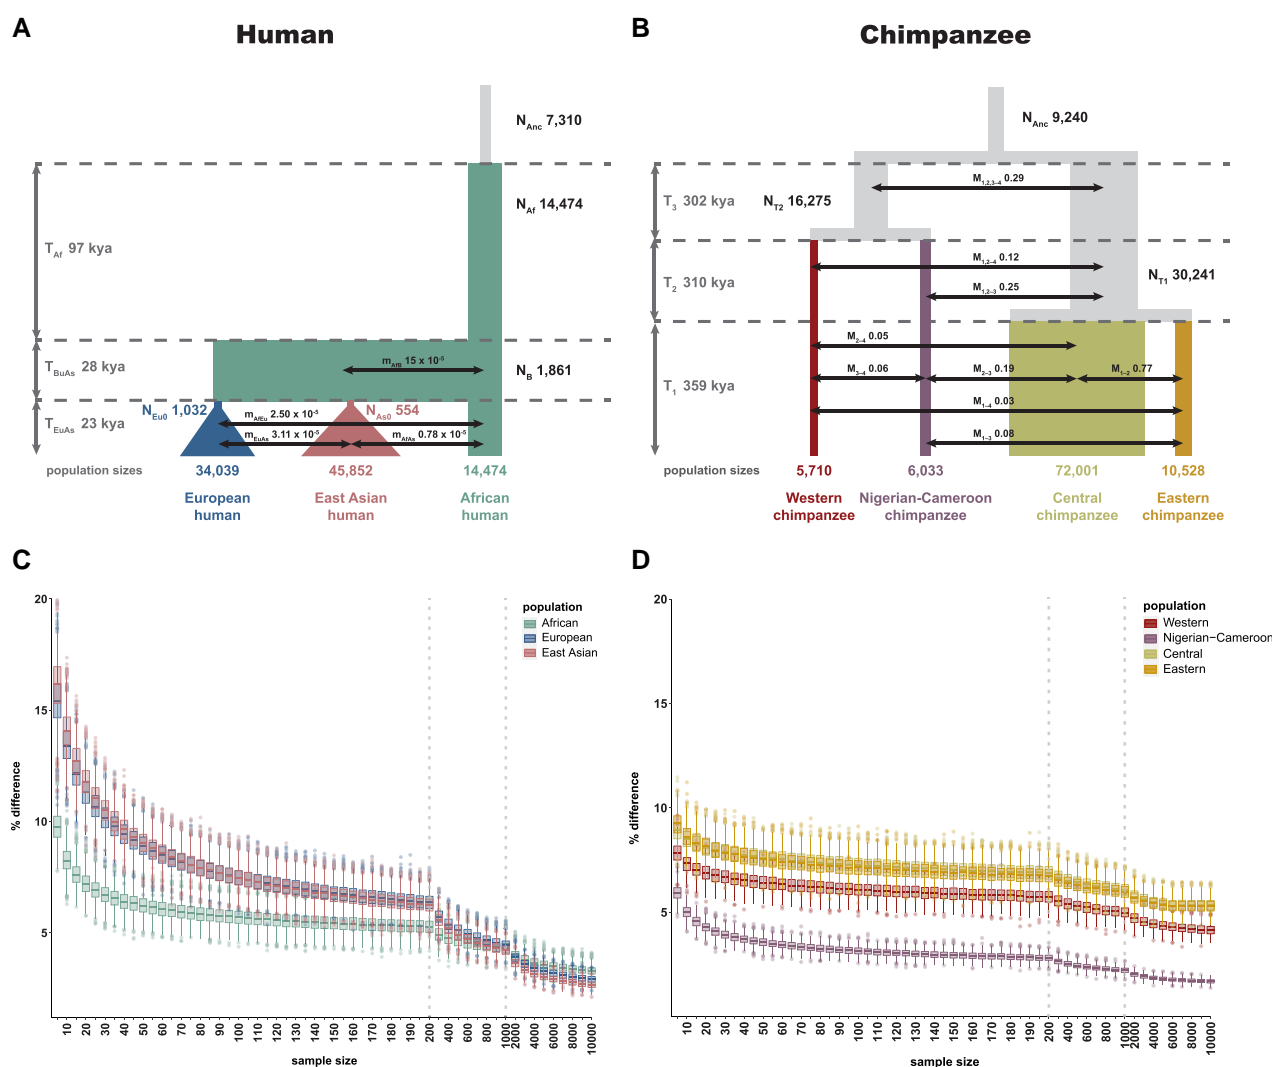 A
Human
N_Anc 7,310
N_Af 14,474
T_Af 97 kya
m_AfB 15 x 10^-5
N_B 1,861
T_BuAs 28 kya
N_Eu0 1,032
N_As0 554
m_AfEu 2.50 x 10^-5
T_EuAs 23 kya
m_EuAs 3.11 x 10^-5
m_AfAs 0.78 x 10^-5
population sizes
34,039
45,852
14,474
European human
East Asian human
African human
B
Chimpanzee
N_Anc 9,240
M_1,2,3–4 0.29
T_3 302 kya
N_T2 16,275
M_1,2–4 0.12
N_T1 30,241
T_2 310 kya
M_1,2–3 0.25
M_2–4 0.05
M_3–4 0.06
M_2–3 0.19
M_1–2 0.77
T_1 359 kya
M_1–4 0.03
M_1–3 0.08
population sizes
5,710
6,033
72,001
10,528
Western chimpanzee
Nigerian-Cameroon chimpanzee
Central chimpanzee
Eastern chimpanzee
C
20
15
10
5
% difference
population
African
European
East Asian
10 20 30 40 50 60 70 80 90 100 110 120 130 140 150 160 170 180 190 200 400 600 800 1000 2000 4000 6000 8000 10000
sample size
D
20
15
10
5
% difference
population
Western
Nigerian−Cameroon
Central
Eastern
10 20 30 40 50 60 70 80 90 100 110 120 130 140 150 160 170 180 190 200 400 600 800 1000 2000 4000 6000 8000 10000
sample size